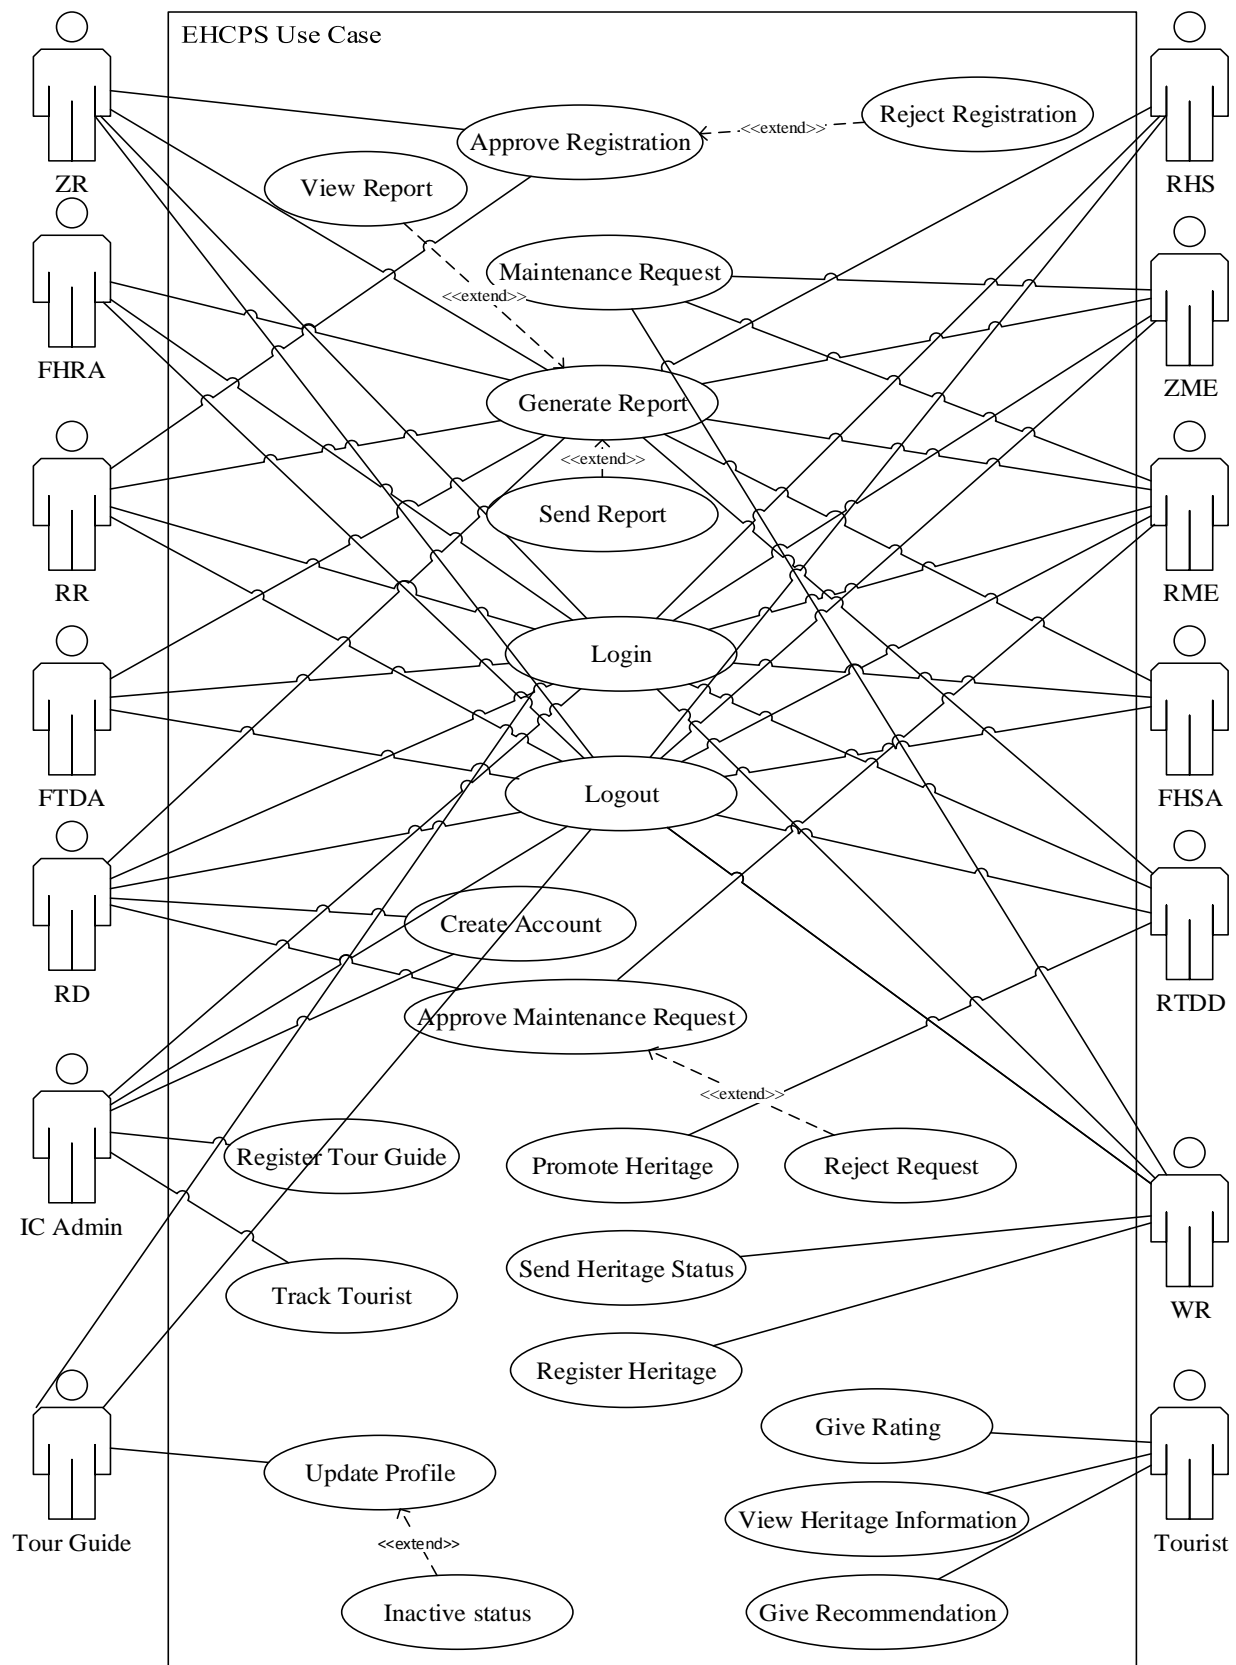 EHCPS Use Case
Reject Registration
<<extend>>
Approve Registration
ZR
View Report
RHS
Maintenance Request
<<extend>>
FHRA
ZME
Generate Report
<<extend>>
Send Report
RR
RME
Login
FTDA
Logout
FHSA
Create Account
RD
RTDD
Approve Maintenance Request
<<extend>>
Register Tour Guide
Promote Heritage
Reject Request
IC Admin
Send Heritage Status
Track Tourist
WR
Register Heritage
Give Rating
Update Profile
View Heritage Information
Tour Guide
<<extend>>
Tourist
Inactive status
Give Recommendation